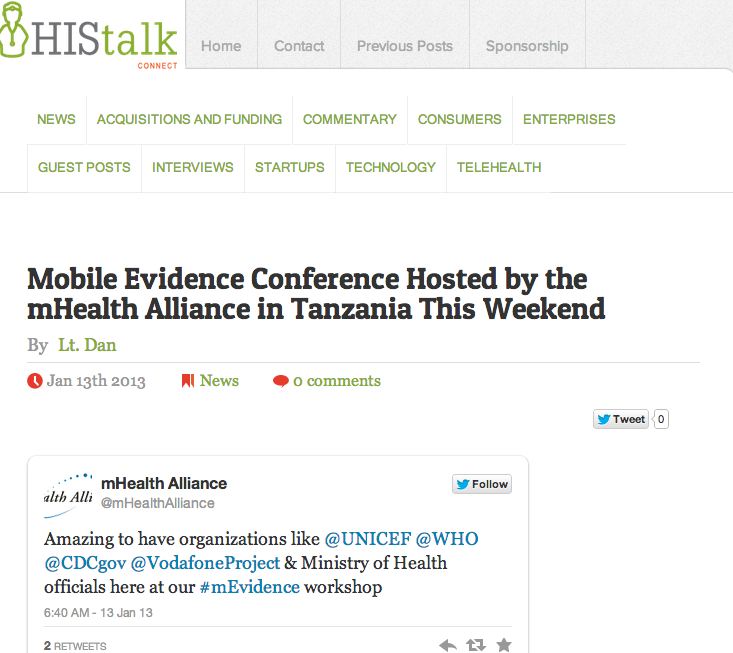 HIStalk
CONNECT
Home Contact Previous Posts Sponsorship
NEWS ACQUISITIONS AND FUNDING COMMENTARY CONSUMERS ENTERPRISES
GUEST POSTS INTERVIEWS STARTUPS TECHNOLOGY TELEHEALTH
Mobile Evidence Conference Hosted by the
mHealth Alliance in Tanzania This Weekend
By Lt. Dan
Jan 13th 2013 News 0 comments
Tweet 0
alth Alli
mHealth Alliance
@mHealthAlliance
Follow
Amazing to have organizations like @UNICEF @WHO
@CDCgov @VodafoneProject & Ministry of Health
officials here at our #mEvidence workshop
6:40 AM - 13 Jan 13
2 RETWEETS